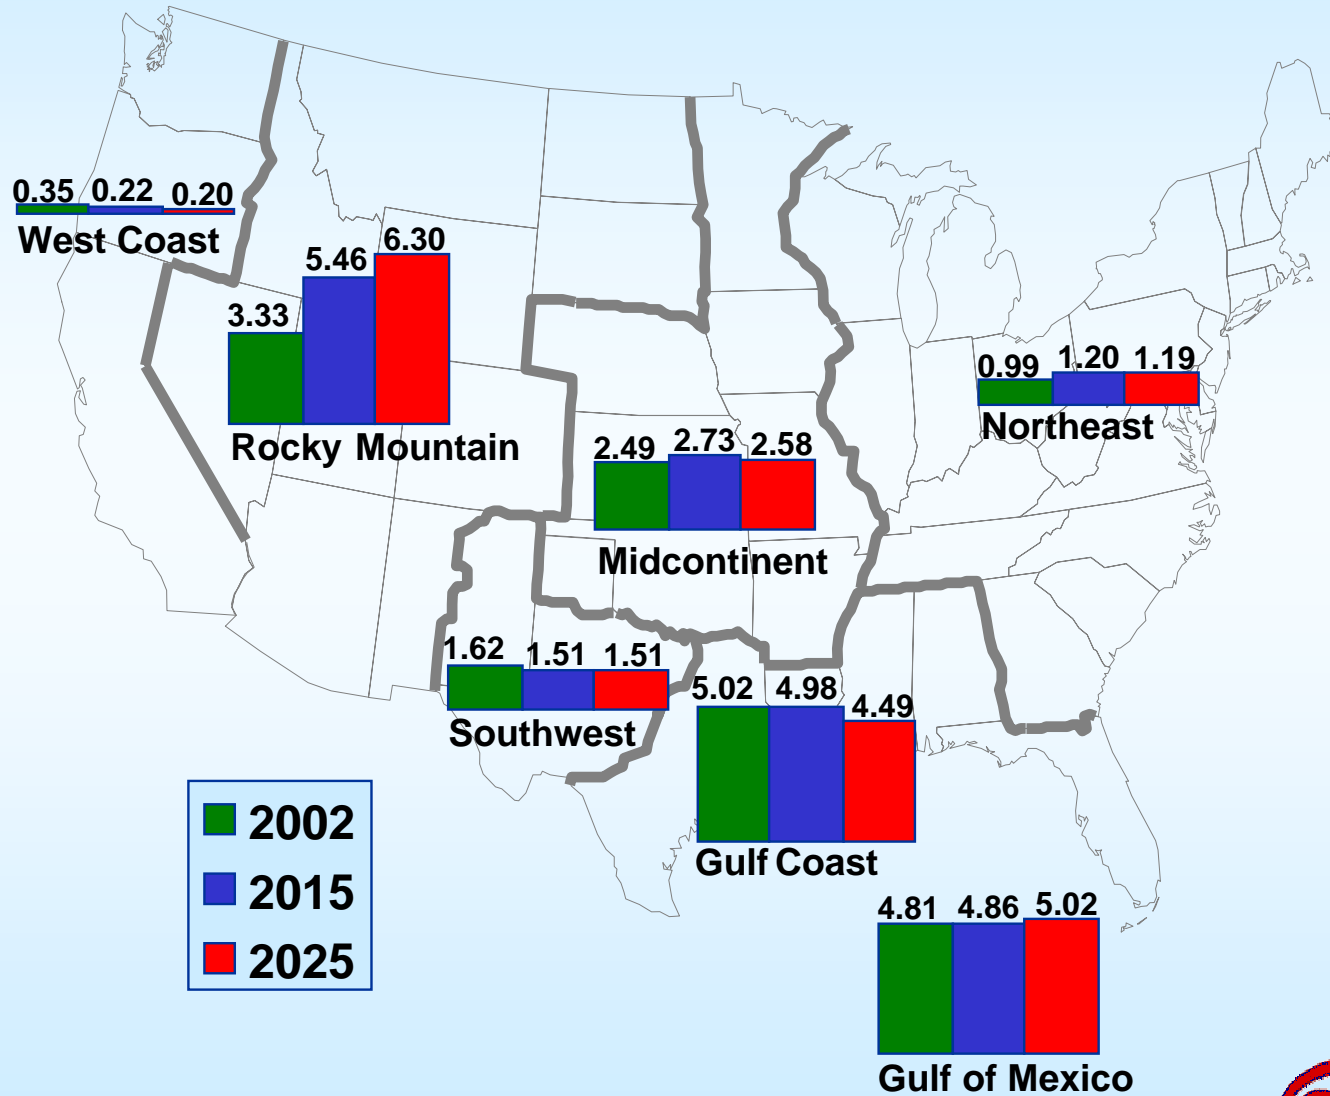 0.35 0.22 0.20
West Coast
3.33 5.46 6.30
Rocky Mountain
0.99 1.20 1.19
Northeast
2.49 2.73 2.58
Midcontinent
1.62 1.51 1.51
Southwest
5.02 4.98 4.49
Gulf Coast
2002
2015
2025
4.81 4.86 5.02
Gulf of Mexico